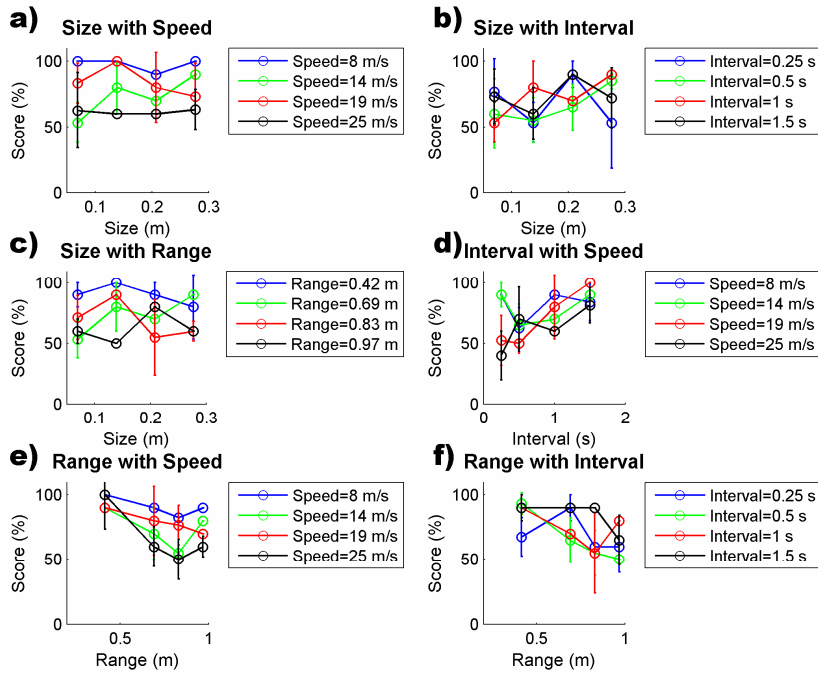 a) Size with Speed
100
50
0
0.1 0.2 0.3
Score (%)
Size (m)
Speed=8 m/s
Speed=14 m/s
Speed=19 m/s
Speed=25 m/s
b) Size with Interval
100
50
0
0.1 0.2 0.3
Score (%)
Size (m)
Interval=0.25 s
Interval=0.5 s
Interval=1 s
Interval=1.5 s
c) Size with Range
100
50
0
0.1 0.2 0.3
Score (%)
Size (m)
Range=0.42 m
Range=0.69 m
Range=0.83 m
Range=0.97 m
d) Interval with Speed
100
50
0
0 1 2
Score (%)
Interval (s)
Speed=8 m/s
Speed=14 m/s
Speed=19 m/s
Speed=25 m/s
e) Range with Speed
100
50
0
0.5 1
Score (%)
Range (m)
Speed=8 m/s
Speed=14 m/s
Speed=19 m/s
Speed=25 m/s
f) Range with Interval
100
50
0
0.5 1
Score (%)
Range (m)
Interval=0.25 s
Interval=0.5 s
Interval=1 s
Interval=1.5 s